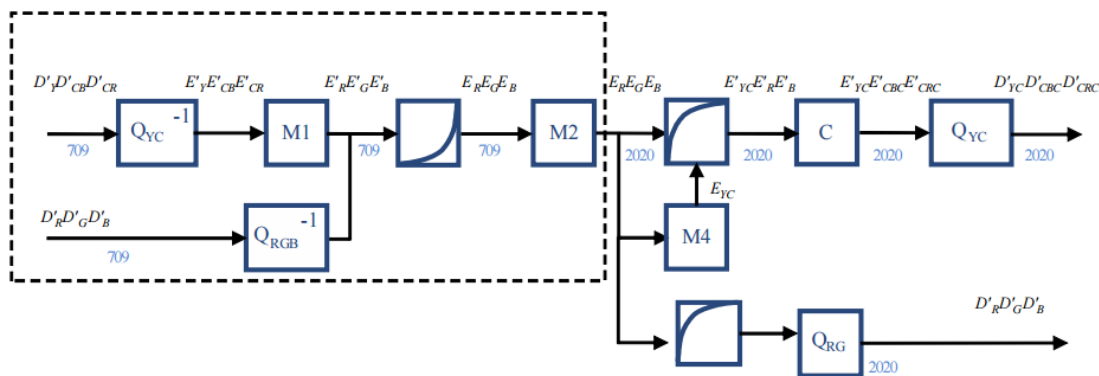 D'YD'CBD'CR E'YE'CBE'CR E'RE'GE'B EREGEB EREGEB E'YCE'RE'B E'YCE'CBCE'CRC D'YCD'CBCD'CRC
QYC -1 M1 M2 C QYC
709 709 709 2020 2020 2020 2020
EYC
D'RD'GD'B QRGB -1 M4
709
D'RD'GD'B
QRG
2020